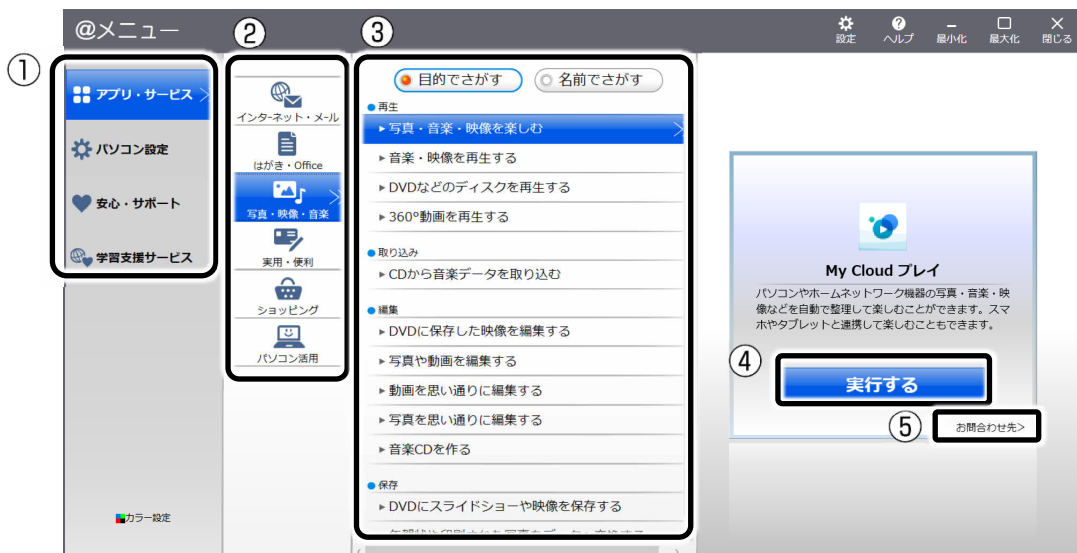 @メニュー
②
③
設定
ヘルプ
最小化
最大化
閉じる
①
アプリ・サービス
パソコン設定
安心・サポート
学習支援サービス
カラー設定
インターネット・メール
はがき・Office
写真・映像・音楽
実用・便利
ショッピング
パソコン活用
目的でさがす
名前でさがす
再生
写真・音楽・映像を楽しむ
音楽・映像を再生する
DVDなどのディスクを再生する
360°動画を再生する
取り込み
CDから音楽データを取り込む
編集
DVDに保存した映像を編集する
写真や動画を編集する
動画を思い通りに編集する
写真を思い通りに編集する
音楽CDを作る
保存
DVDにスライドショーや映像を保存する
My Cloud プレイ
パソコンやホームネットワーク機器の写真・音楽・映
像などを自動で整理して楽しむことができます。スマ
ホやタブレットと連携して楽しむこともできます。
④
実行する
⑤
お問合わせ先>